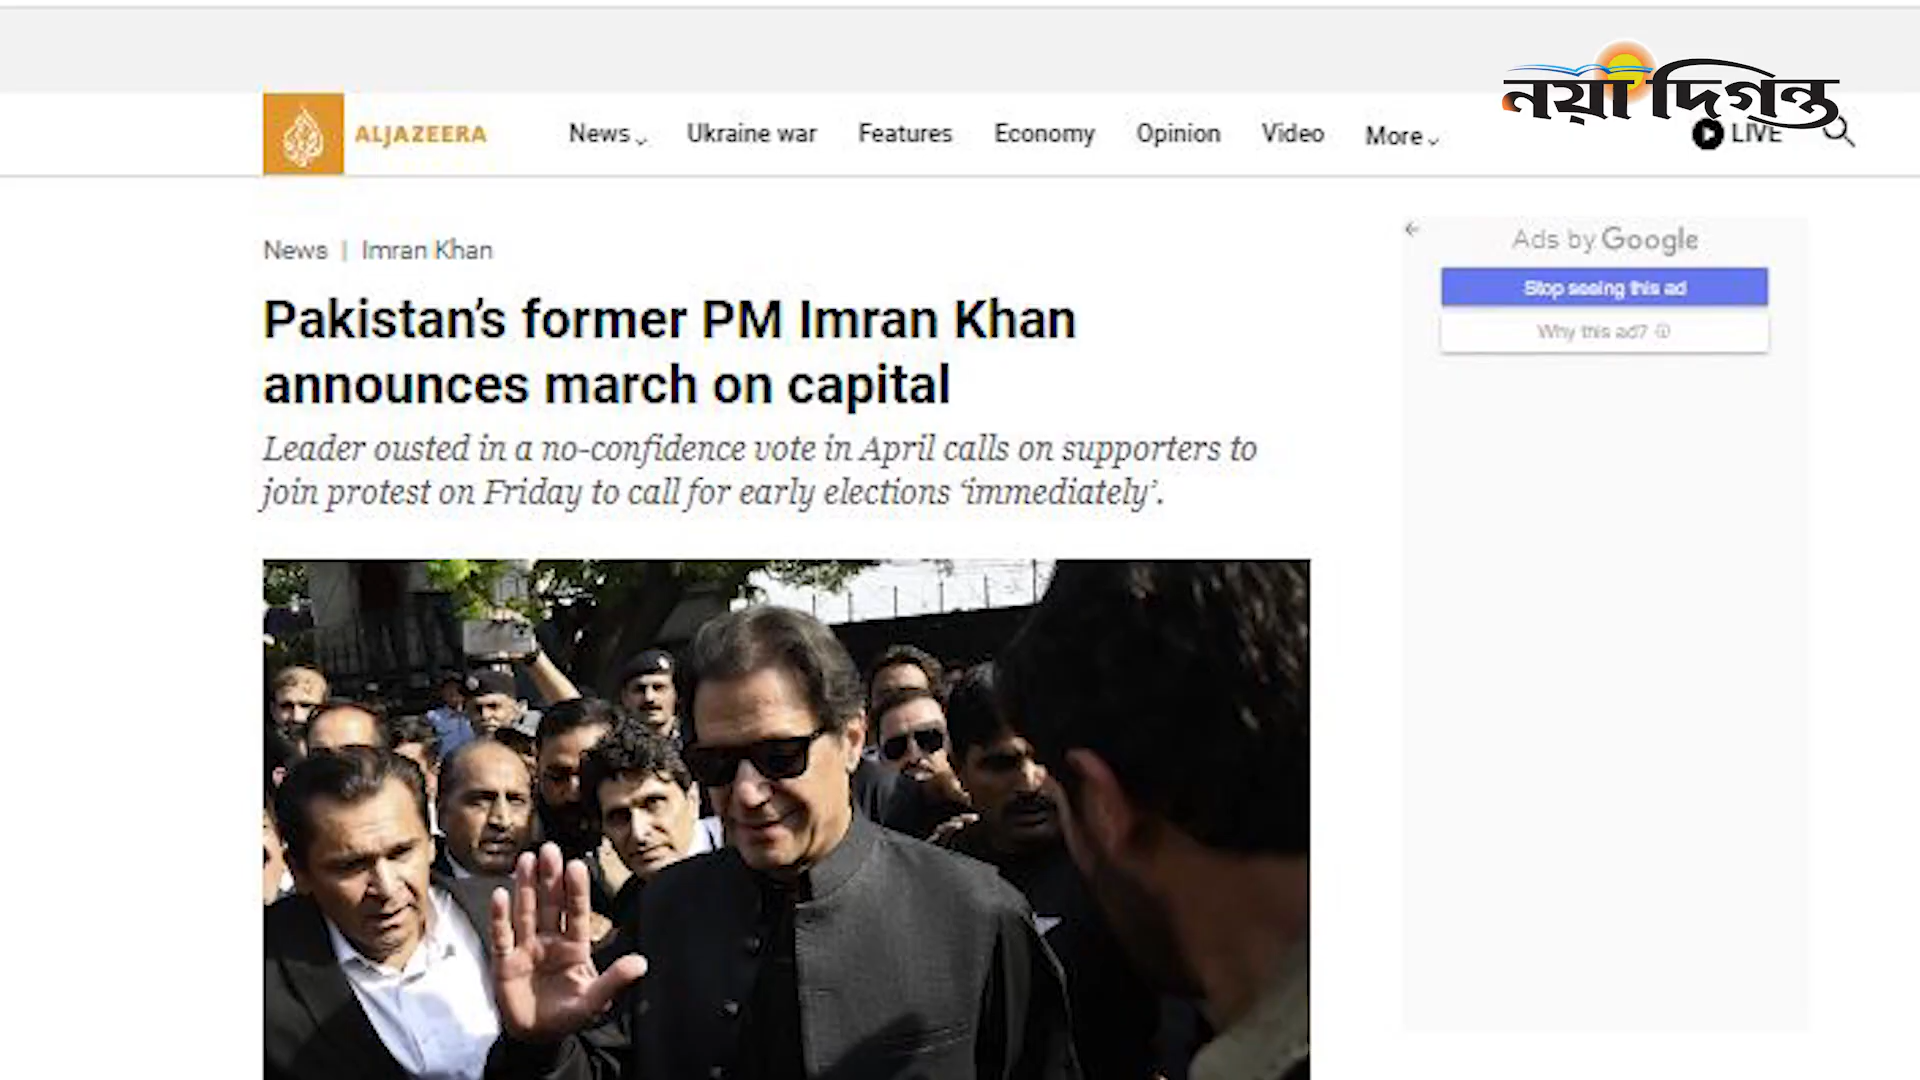 নয়া দিগন্ত
ALJAZEERA
News
Ukraine war
Features
Economy
Opinion
Video
More
LIVE
News | Imran Khan
Pakistan’s former PM Imran Khan
announces march on capital
Leader ousted in a no-confidence vote in April calls on supporters to
join protest on Friday to call for early elections ‘immediately’.
Ads by Google
Stop seeing this ad
Why this ad?